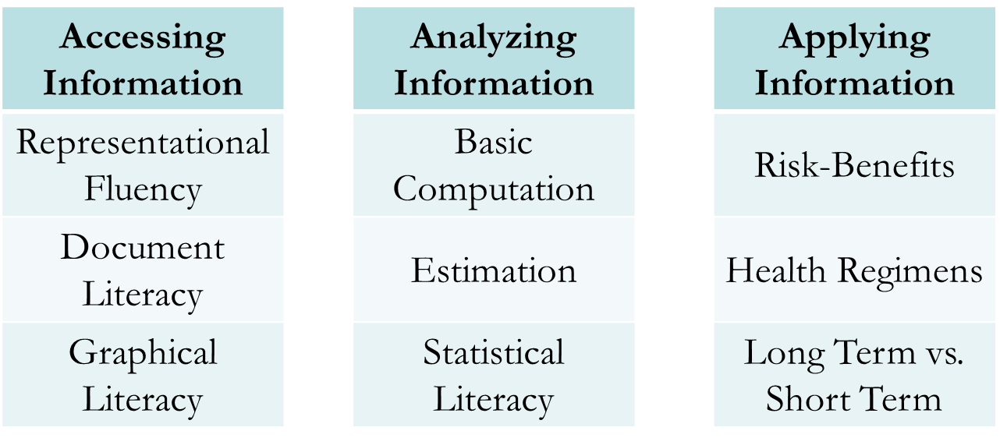 Accessing
Information
Representational
Fluency
Document
Literacy
Graphical
Literacy
Analyzing
Information
Basic
Computation
Estimation
Statistical
Literacy
Applying
Information
Risk-Benefits
Health Regimens
Long Term vs.
Short Term